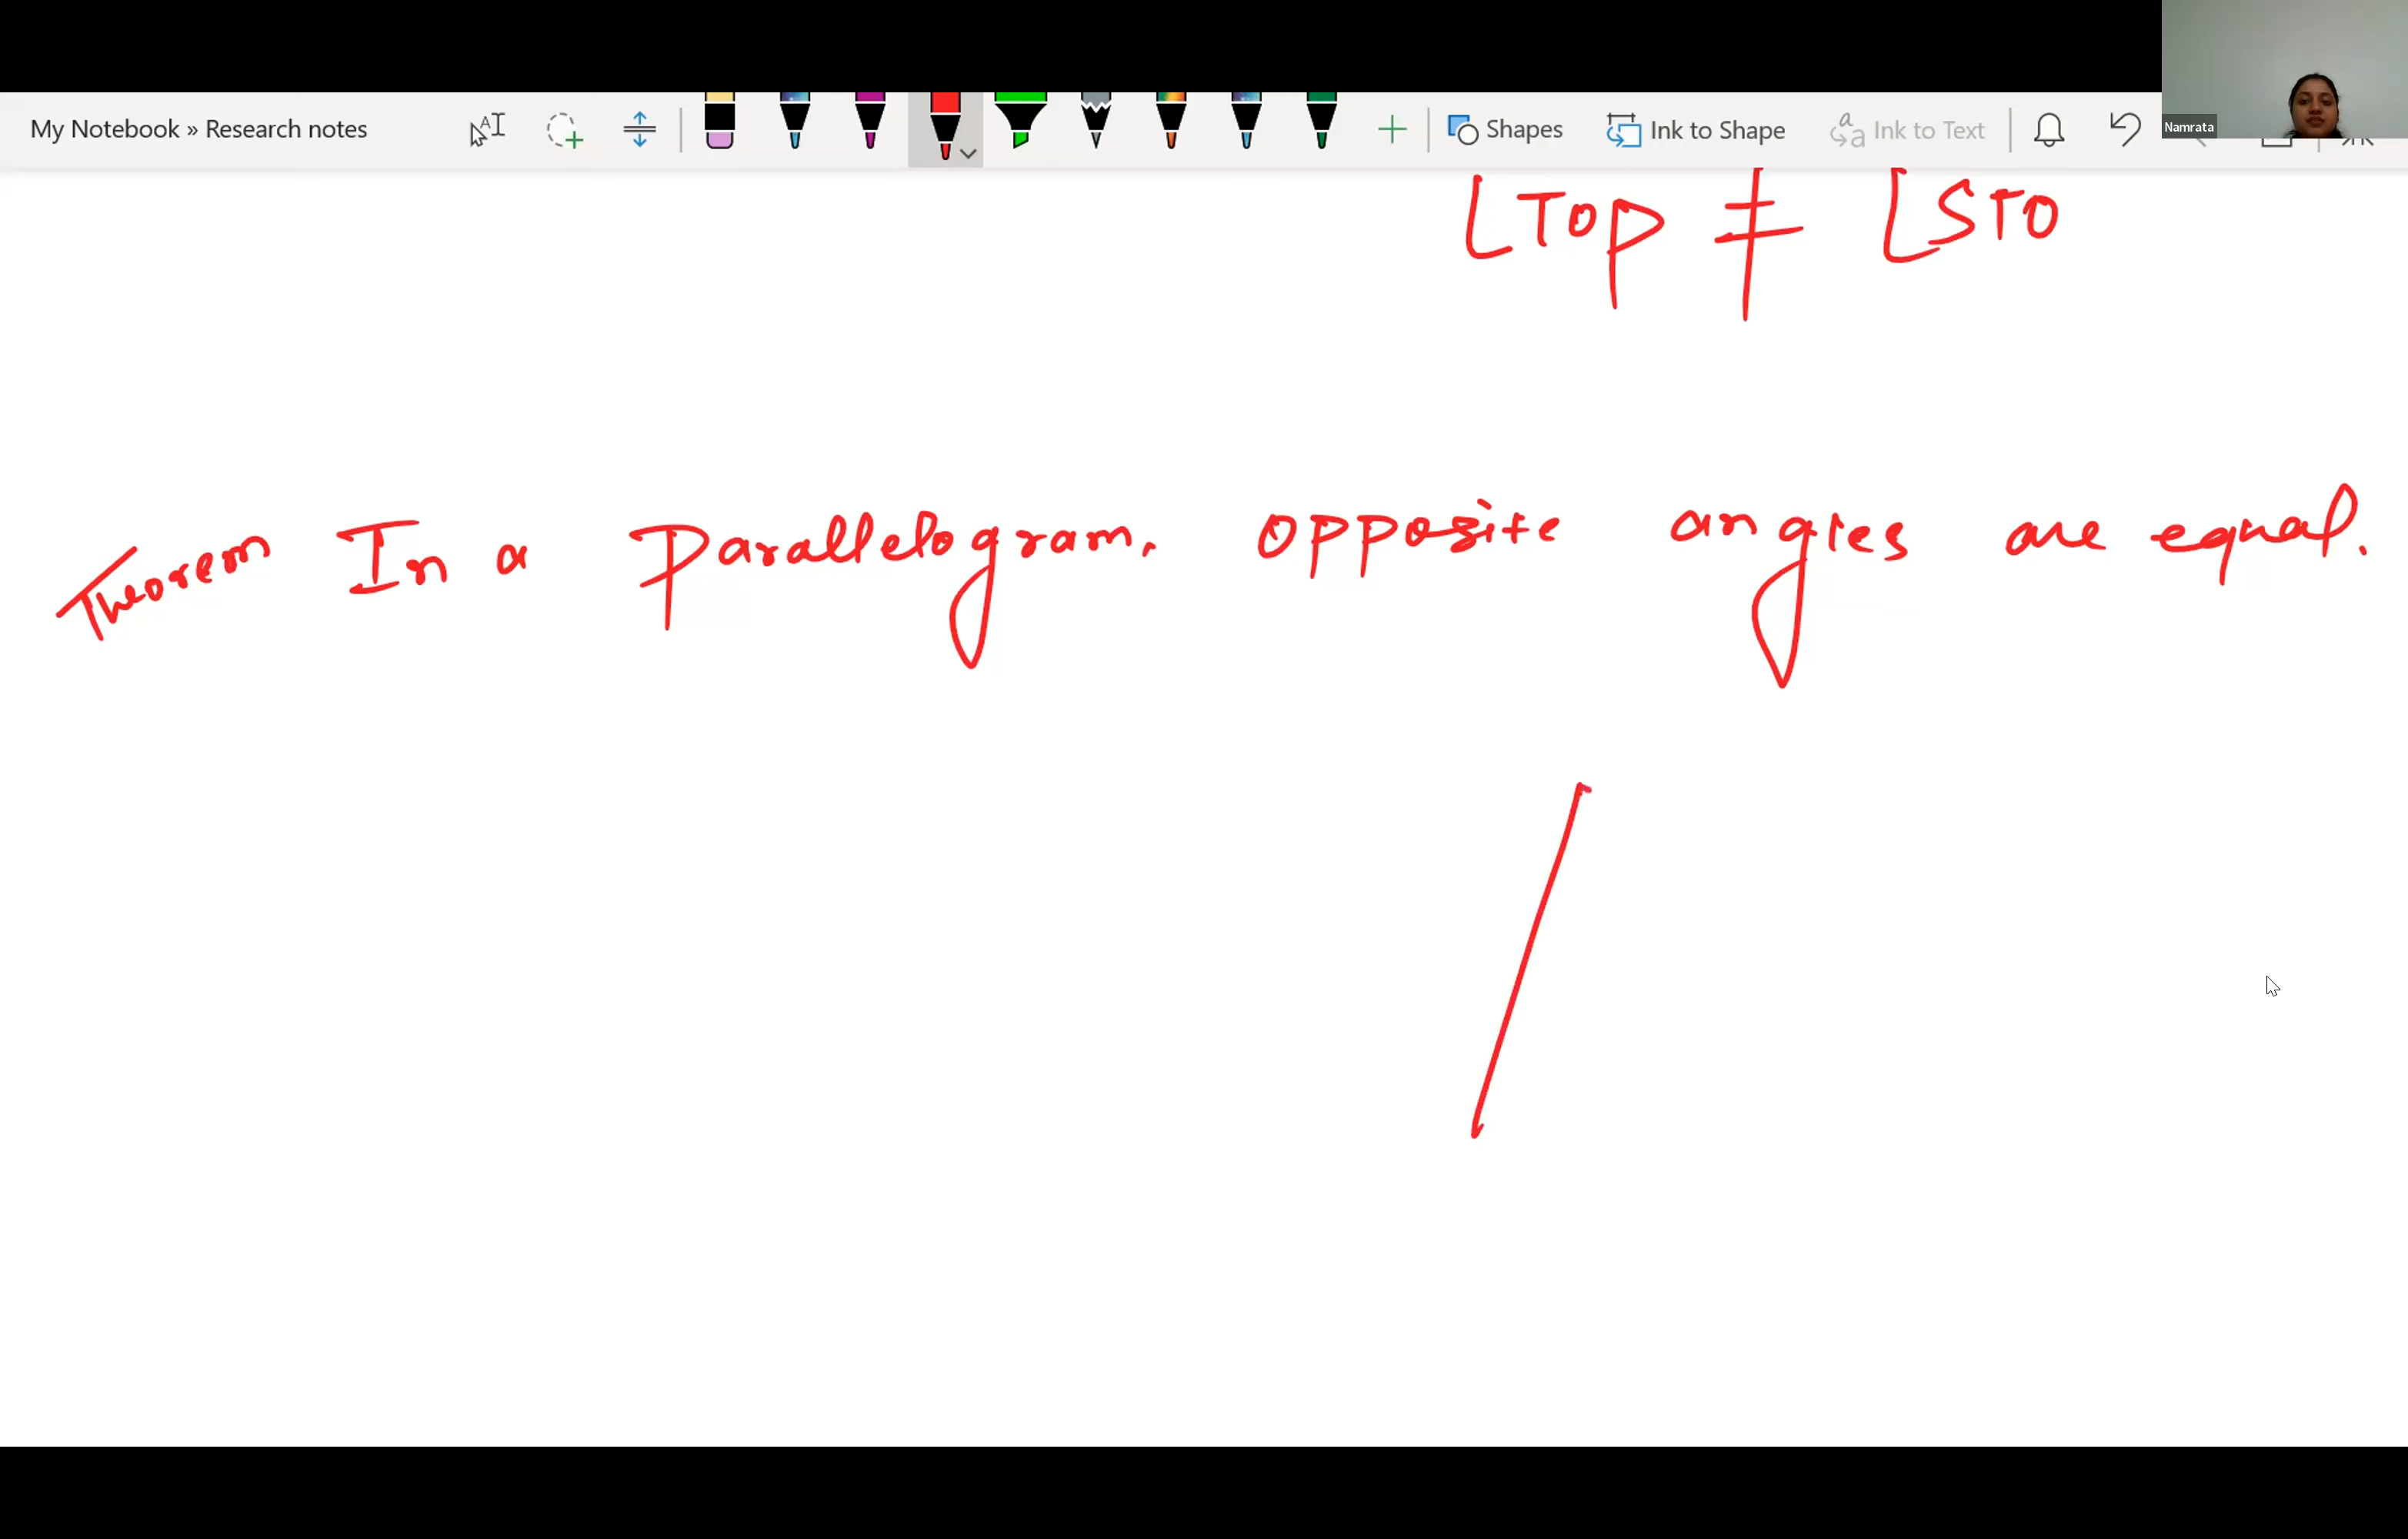 Namrata
My Notebook » Research notes
Shapes
Ink to Shape
Ink to Text
∠TOP ≠ ∠STO
Theorem In a Parallelogram, opposite angles are equal.